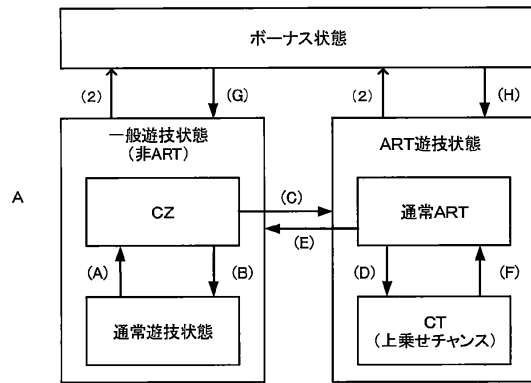 ボーナス状態
(2)
(G)
(2)
(H)
一般遊技状態
(非ART)
ART遊技状態
A
CZ
(C)
通常ART
(E)
(A)
(B)
(D)
(F)
通常遊技状態
CT
(上乗せチャンス)